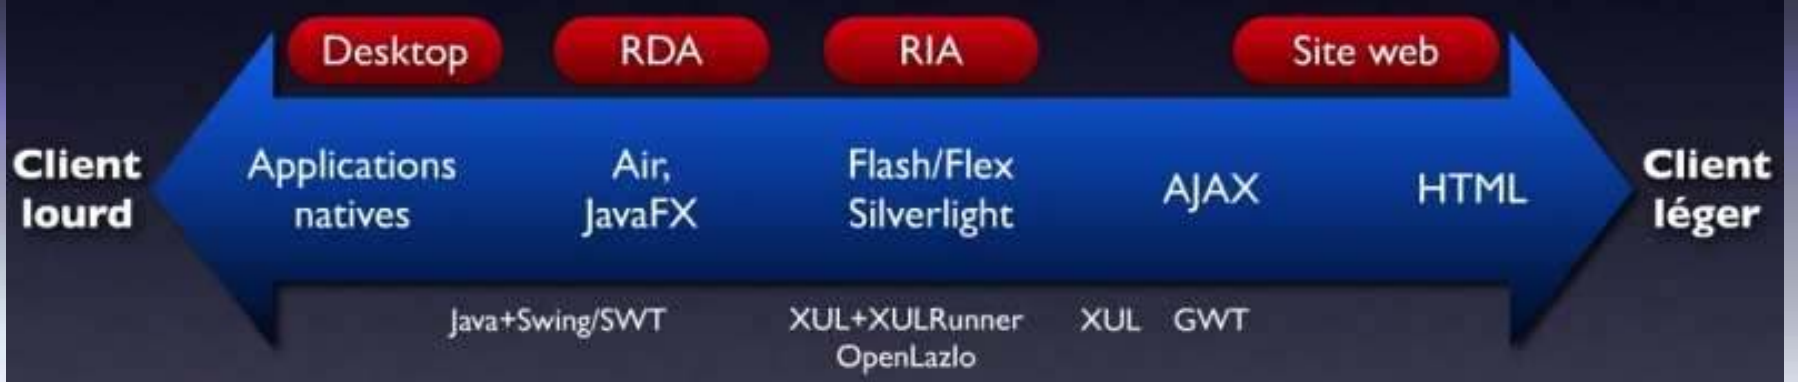 Desktop
RDA
RIA
Site web
Client
lourd
Applications
natives
Air,
JavaFX
Flash/Flex
Silverlight
AJAX
HTML
Client
léger
Java+Swing/SWT
XUL+XULRunner
OpenLazlo
XUL
GWT